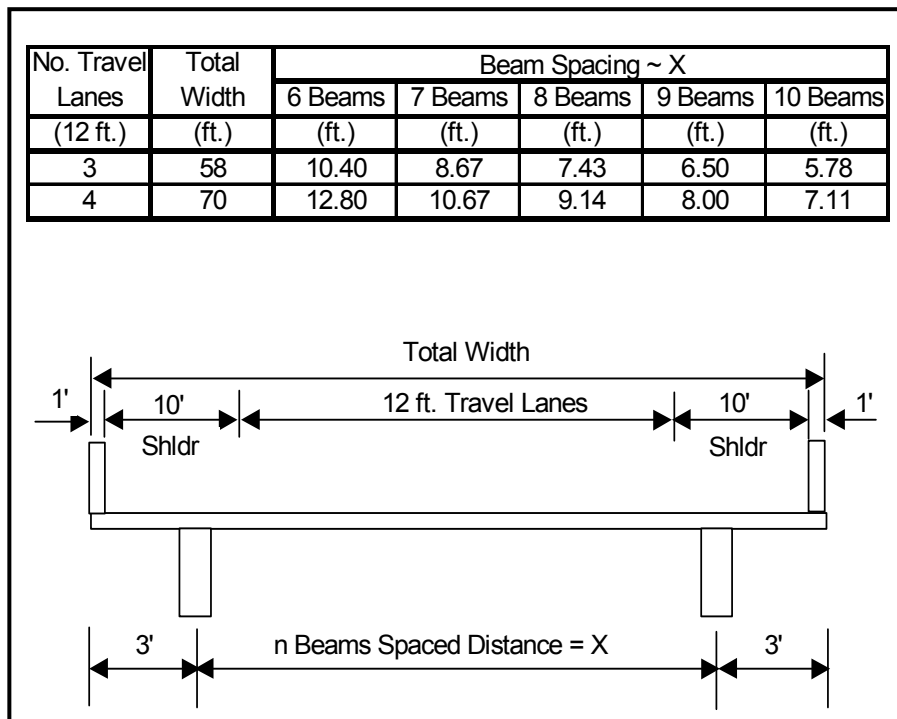 No. Travel Total Beam Spacing ~ X
Lanes Width 6 Beams 7 Beams 8 Beams 9 Beams 10 Beams
(12 ft.) (ft.) (ft.) (ft.) (ft.) (ft.) (ft.)
3 58 10.40 8.67 7.43 6.50 5.78
4 70 12.80 10.67 9.14 8.00 7.11
Total Width
1' 10' 12 ft. Travel Lanes 10' 1'
Shldr Shldr
3' n Beams Spaced Distance = X 3'